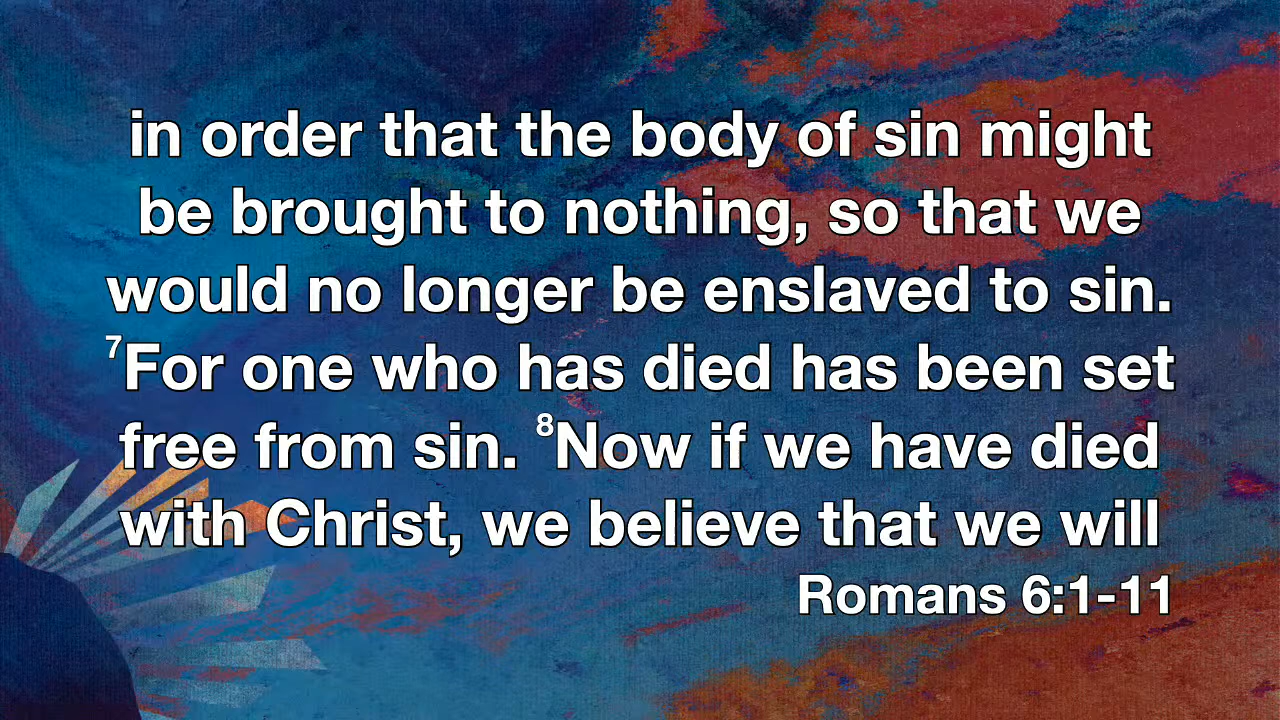 in order that the body of sin might
be brought to nothing, so that we
would no longer be enslaved to sin.
⁷For one who has died has been set
free from sin. ⁸Now if we have died
with Christ, we believe that we will
Romans 6:1-11